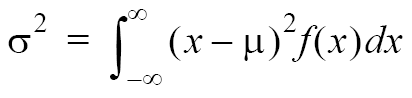 σ² = ∫_{-∞}^{∞} (x − μ)² f(x)dx